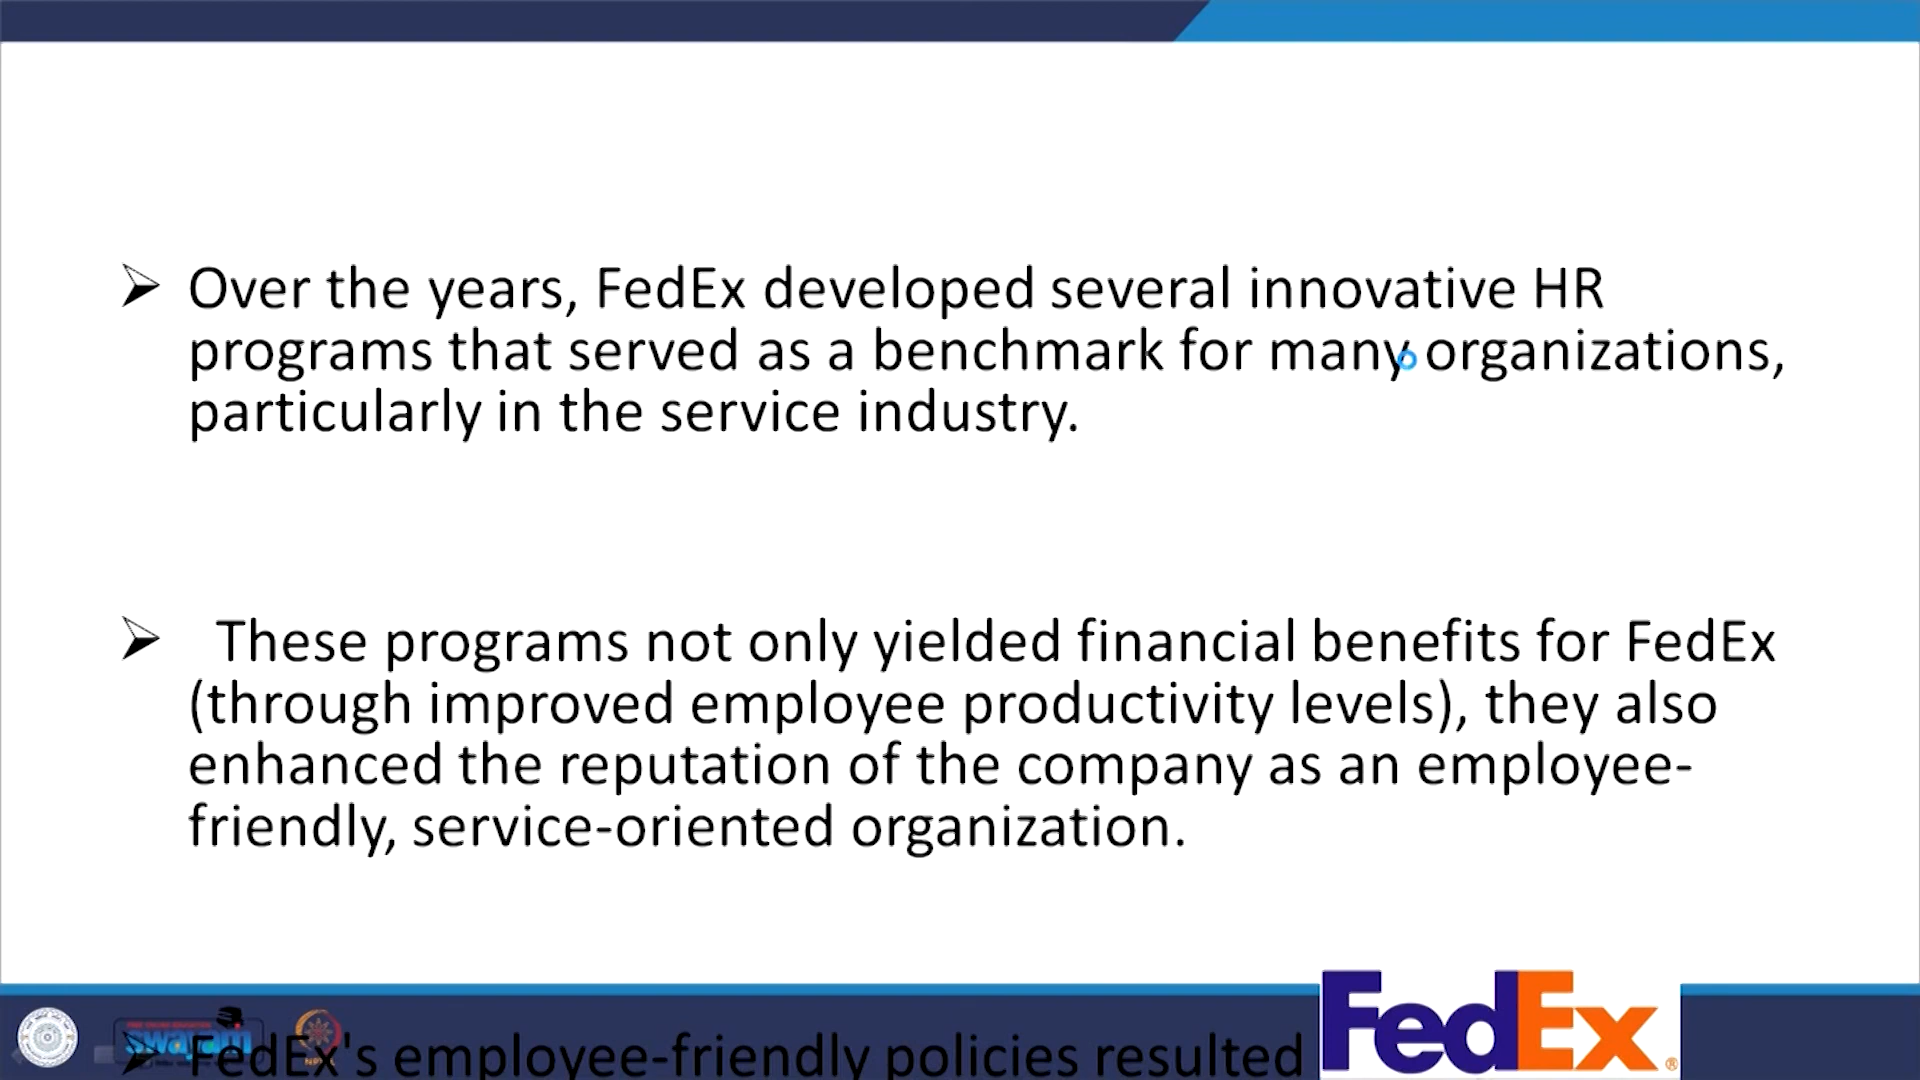 ➢ Over the years, FedEx developed several innovative HR
programs that served as a benchmark for many organizations,
particularly in the service industry.
➢ These programs not only yielded financial benefits for FedEx
(through improved employee productivity levels), they also
enhanced the reputation of the company as an employee-
friendly, service-oriented organization.
➢ FedEx's employee-friendly policies resulted
swayam
FedEx®